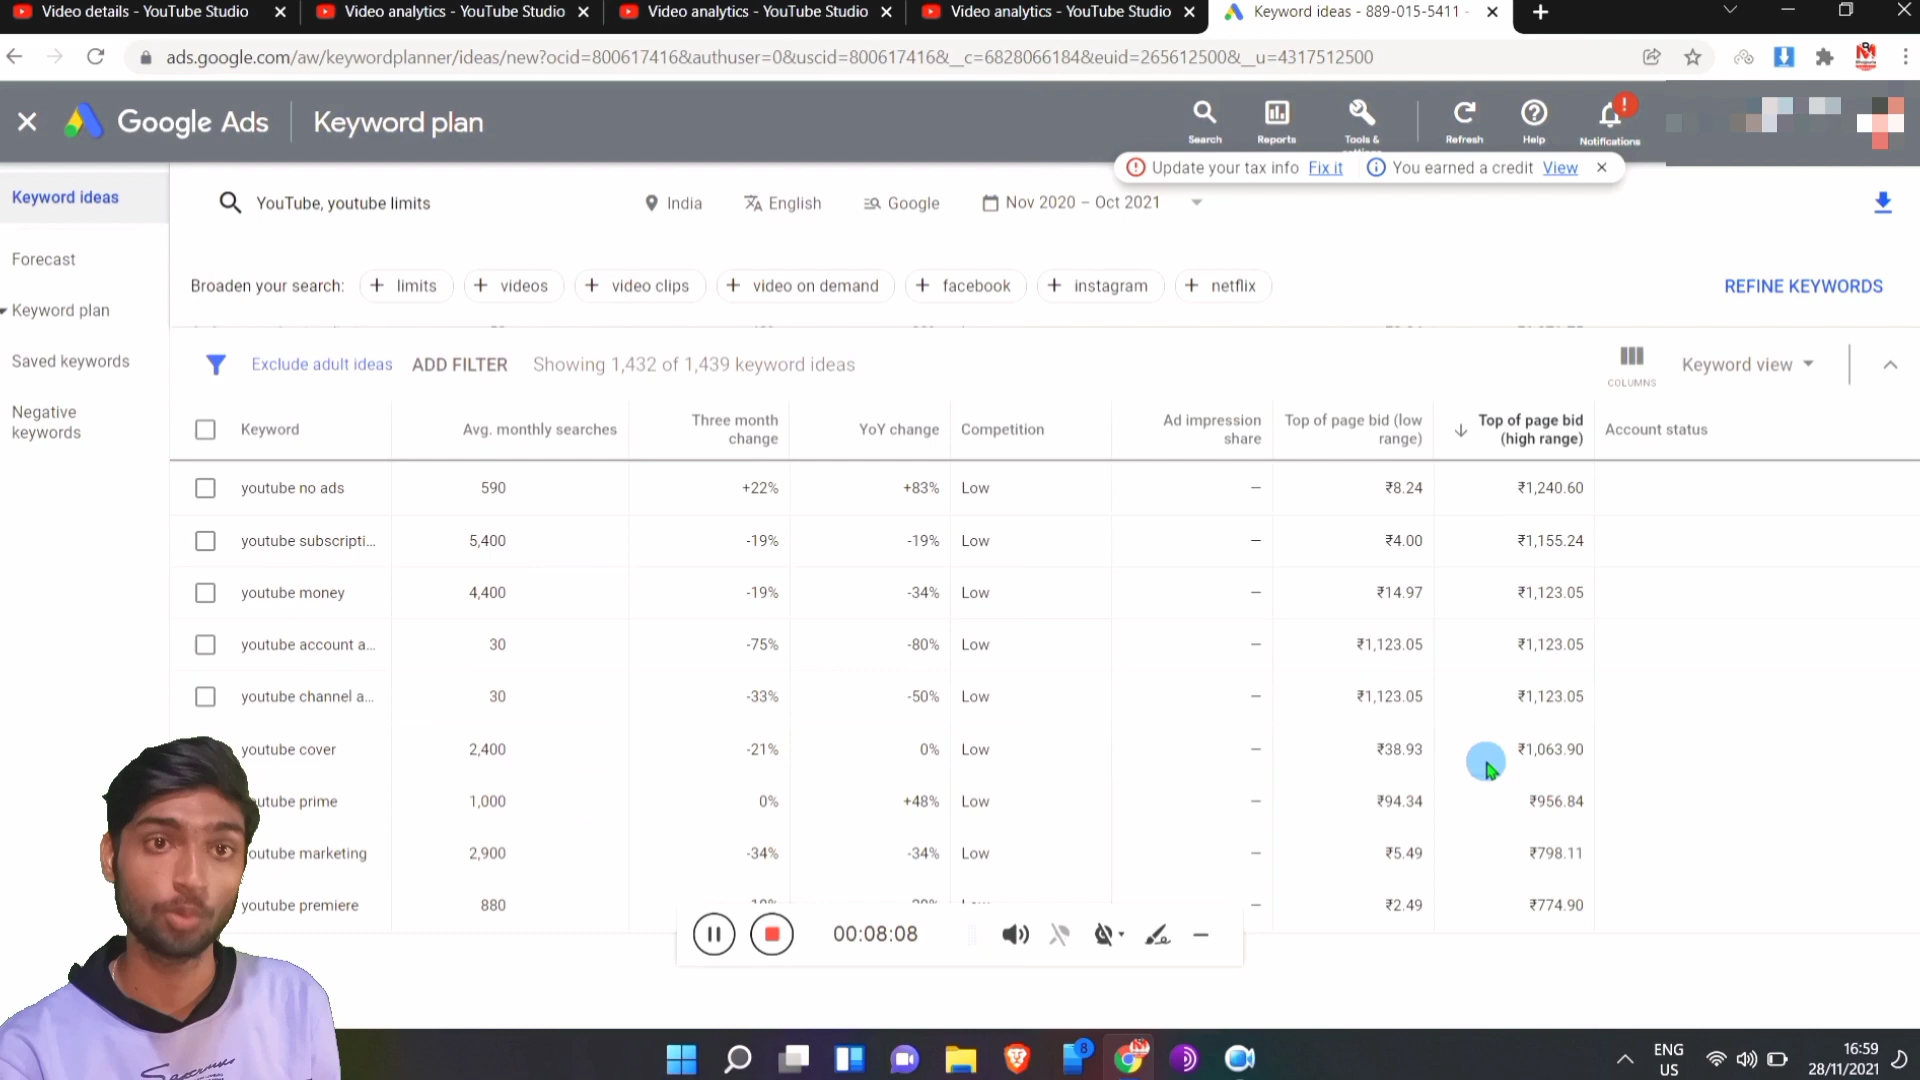 Video details - YouTube Studio
Video analytics - YouTube Studio
Video analytics - YouTube Studio
Video analytics - YouTube Studio
Keyword ideas - 889-015-5411 -
ads.google.com/aw/keywordplanner/ideas/new?ocid=800617416&authuser=0&uscid=800617416&__c=6828066184&euid=265612500&__u=4317512500
Google Ads
Keyword plan
Search
Reports
Tools &
Refresh
Help
Notifications
Update your tax info Fix it
You earned a credit View
Keyword ideas
Forecast
Keyword plan
Saved keywords
Negative
keywords
YouTube, youtube limits
India
English
Google
Nov 2020 – Oct 2021
Broaden your search:
+ limits
+ videos
+ video clips
+ video on demand
+ facebook
+ instagram
+ netflix
REFINE KEYWORDS
Exclude adult ideas
ADD FILTER
Showing 1,432 of 1,439 keyword ideas
COLUMNS
Keyword view
Keyword
Avg. monthly searches
Three month
change
YoY change
Competition
Ad impression
share
Top of page bid (low
range)
Top of page bid
(high range)
Account status
youtube no ads 590 +22% +83% Low – ₹8.24 ₹1,240.60
youtube subscripti... 5,400 -19% -19% Low – ₹4.00 ₹1,155.24
youtube money 4,400 -19% -34% Low – ₹14.97 ₹1,123.05
youtube account a... 30 -75% -80% Low – ₹1,123.05 ₹1,123.05
youtube channel a... 30 -33% -50% Low – ₹1,123.05 ₹1,123.05
youtube cover 2,400 -21% 0% Low – ₹38.93 ₹1,063.90
utube prime 1,000 0% +48% Low – ₹94.34 ₹956.84
outube marketing 2,900 -34% -34% Low – ₹5.49 ₹798.11
youtube premiere 880 – ₹2.49 ₹774.90
00:08:08
8
ENG
US
16:59
28/11/2021